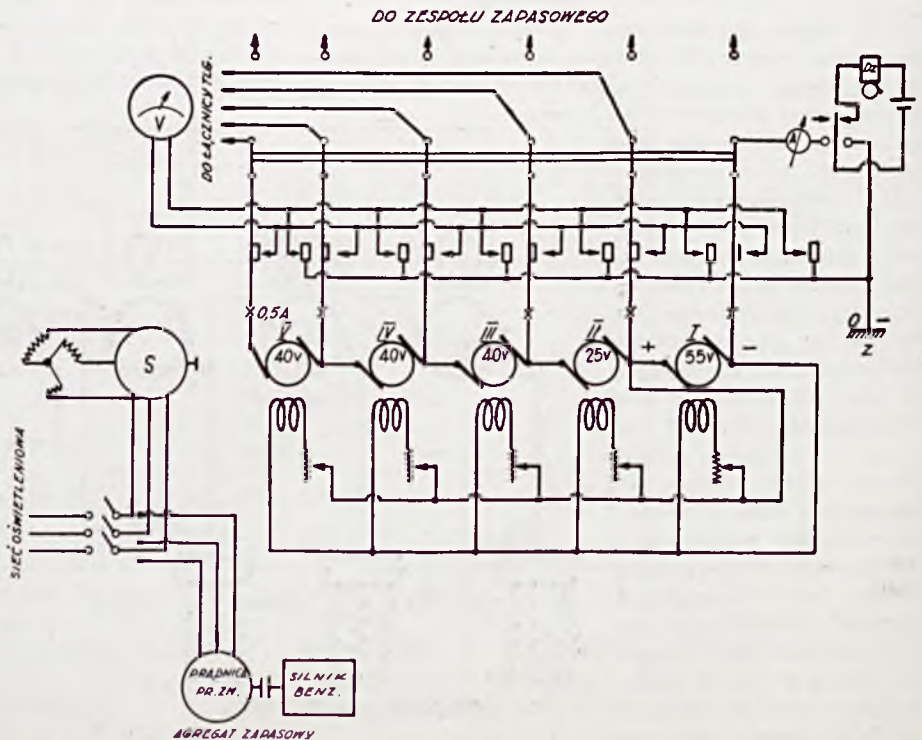 DO ZESPOŁU ZAPASOWEGO
DO ŁĄCZNICY TLG.
V
A
Dz
0,5A
V IV III II I
40V 40V 40V 25V + 55V -
0 -
Z
S
SIEĆ OŚWIETLENIOWA
PRĄDNICA
PR. ZM.
SILNIK
BENZ.
AGREGAT ZAPASOWY